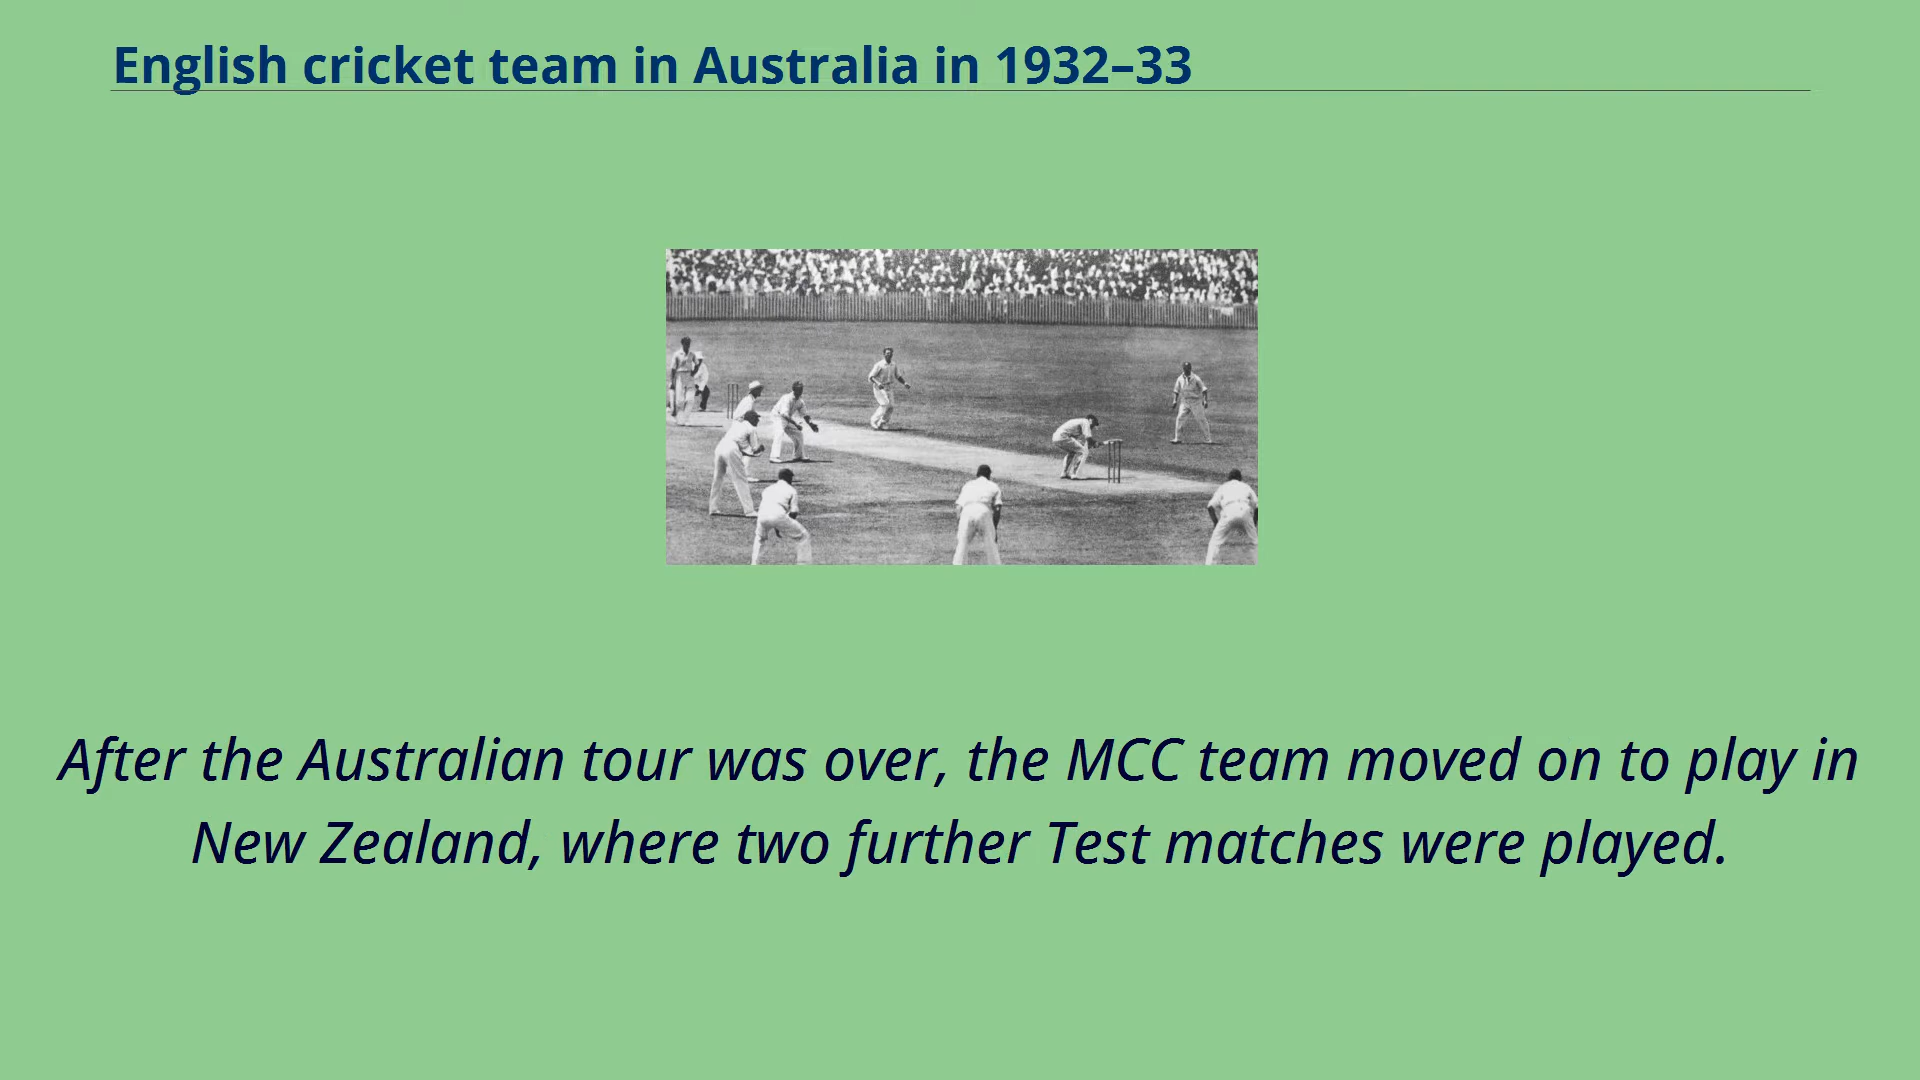 English cricket team in Australia in 1932–33
After the Australian tour was over, the MCC team moved on to play in
New Zealand, where two further Test matches were played.